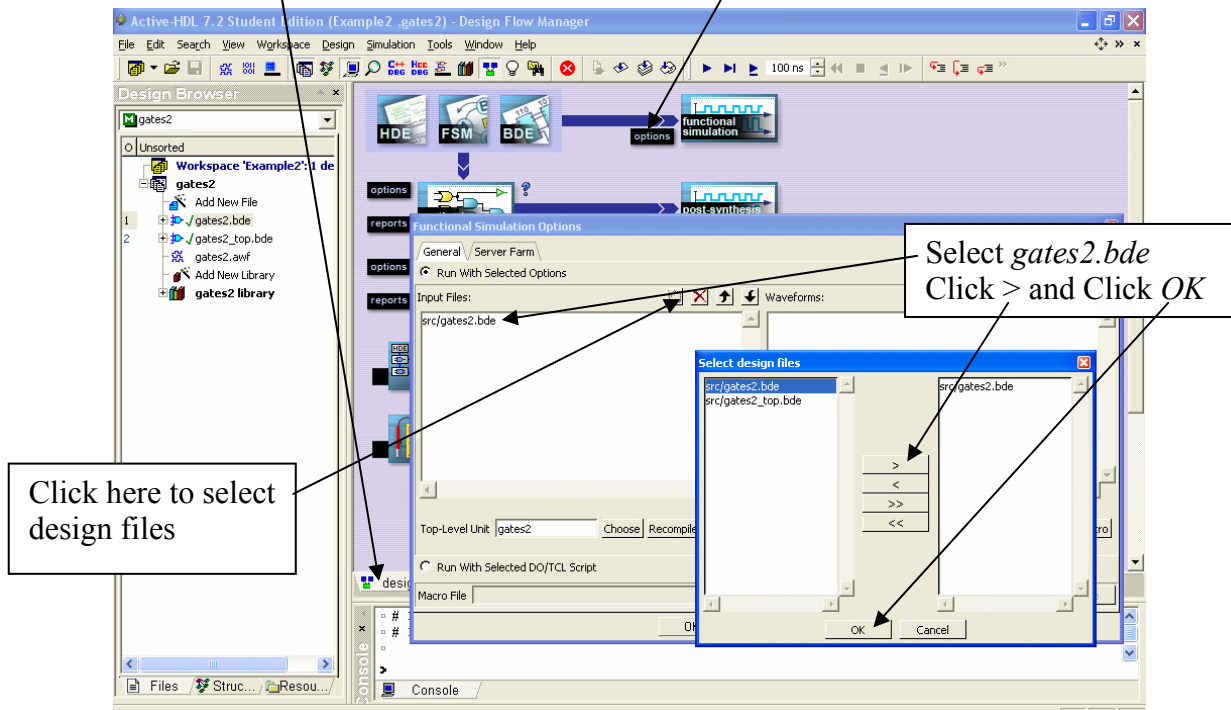 Active-HDL 7.2 Student Edition (Example2 ,gates2) - Design Flow Manager
File Edit Search View Workspace Design Simulation Tools Window Help
C++ DBG HEE DBG 100 ns
Design Browser
gates2
O Unsorted
Workspace 'Example2': 1 de
gates2
Add New File
1 gates2.bde
2 gates2_top.bde
gates2.awf
Add New Library
gates2 library
Files Struc... Resou...
HDE FSM BDE
options
functional
simulation
options
post-synthesis
reports
options
reports
Functional Simulation Options
General Server Farm
Run With Selected Options
Input Files: Waveforms:
src/gates2.bde
Top-Level Unit gates2 Choose Recompile
Run With Selected DO/TCL Script
Macro File
Select gates2.bde
Click > and Click OK
Select design files
src/gates2.bde
src/gates2_top.bde
>
<
>>
<<
src/gates2.bde
OK Cancel
Click here to select
design files
# 
# 
>
Console
Console